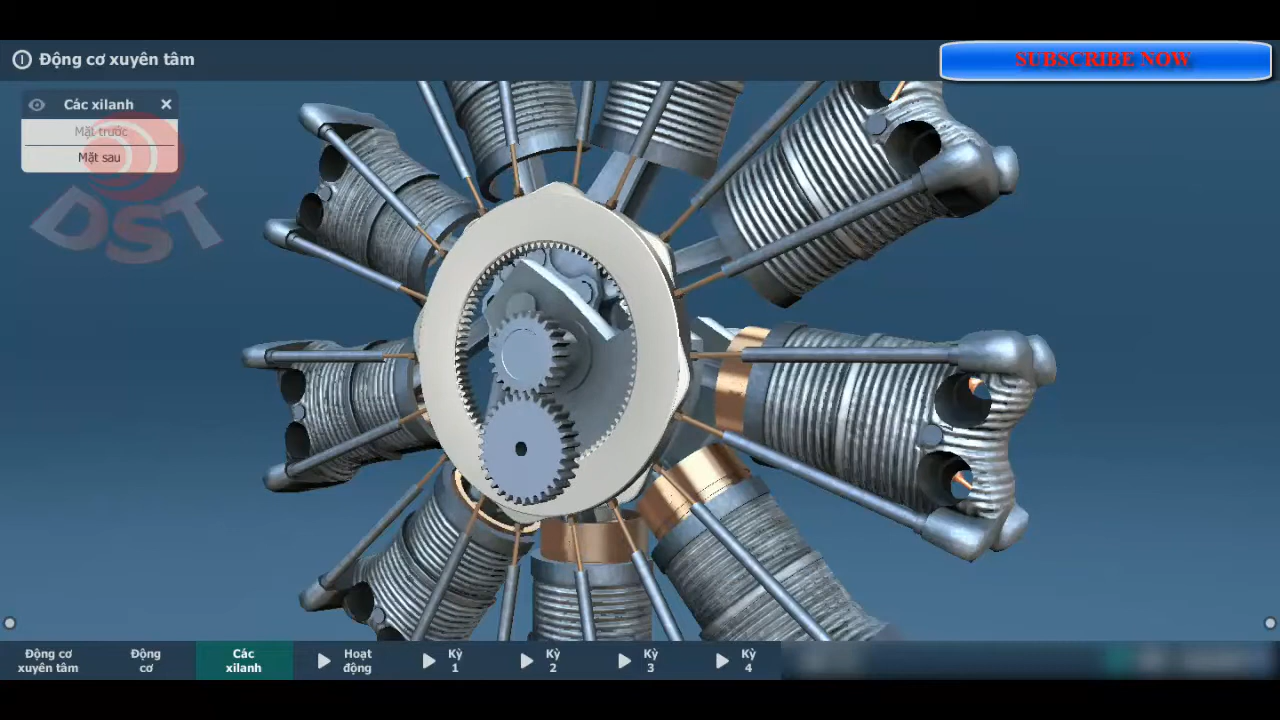 Động cơ xuyên tâm
SUBSCRIBE NOW
Các xilanh
Mặt trước
Mặt sau
DST
Động cơ
xuyên tâm
Động
cơ
Các
xilanh
Hoạt
động
Kỳ
1
Kỳ
2
Kỳ
3
Kỳ
4